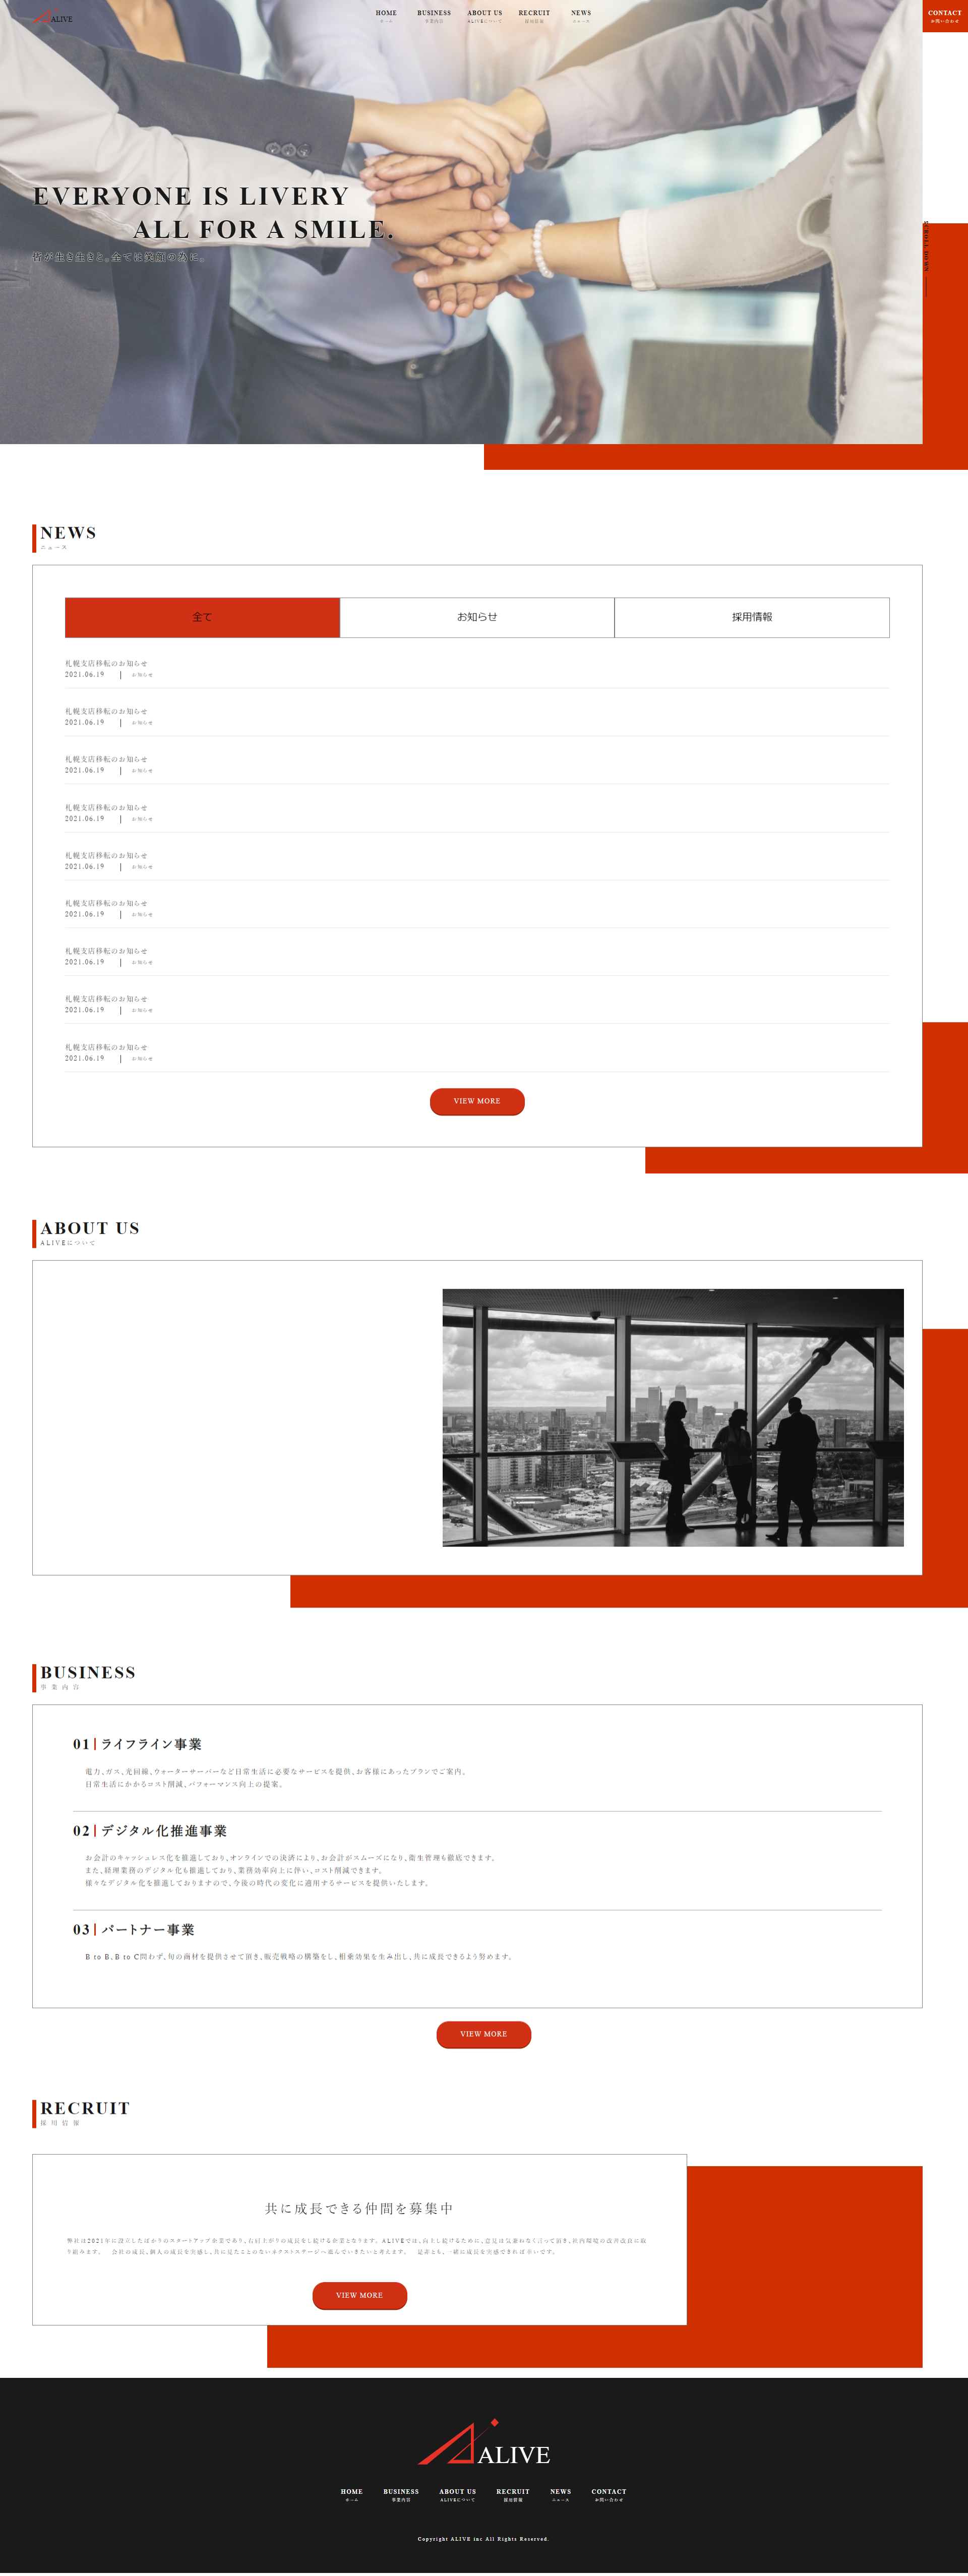 ALIVE
HOME
ホーム
BUSINESS
事業内容
ABOUT US
ALIVEについて
RECRUIT
採用情報
NEWS
ニュース
CONTACT
お問い合わせ
EVERYONE IS LIVERY
ALL FOR A SMILE.
皆が生き生きと。全ては笑顔の為に。
SCROLL DOWN
NEWS
ニュース
全て
お知らせ
採用情報
札幌支店移転のお知らせ
2021.06.19 | お知らせ
札幌支店移転のお知らせ
2021.06.19 | お知らせ
札幌支店移転のお知らせ
2021.06.19 | お知らせ
札幌支店移転のお知らせ
2021.06.19 | お知らせ
札幌支店移転のお知らせ
2021.06.19 | お知らせ
札幌支店移転のお知らせ
2021.06.19 | お知らせ
札幌支店移転のお知らせ
2021.06.19 | お知らせ
札幌支店移転のお知らせ
2021.06.19 | お知らせ
札幌支店移転のお知らせ
2021.06.19 | お知らせ
VIEW MORE
ABOUT US
ALIVEについて
BUSINESS
事業内容
01|ライフライン事業
電力、ガス、光回線、ウォーターサーバーなど日常生活に必要なサービスを提供、お客様にあったプランでご案内。
日常生活にかかるコスト削減、パフォーマンス向上の提案。
02|デジタル化推進事業
お会計のキャッシュレス化を推進しており、オンラインでの決済により、お会計がスムーズになり、衛生管理も徹底できます。
また、経理業務のデジタル化も推進しており、業務効率向上に伴い、コスト削減できます。
様々なデジタル化を推進しておりますので、今後の時代の変化に適用するサービスを提供いたします。
03|パートナー事業
B to B、B to C問わず、旬の商材を提供させて頂き、販売戦略の構築をし、相乗効果を生み出し、共に成長できるよう努めます。
VIEW MORE
RECRUIT
採用情報
共に成長できる仲間を募集中
弊社は2021年に設立したばかりのスタートアップ企業であり、右肩上がりの成長をし続ける企業となります。 ALIVEでは、向上し続けるために、意見は気兼ねなく言って頂き、社内環境の改善改良に取
り組みます。 会社の成長、個人の成長を実感し、共に見たことのないネクストステージへ進んでいきたいと考えます。 是非とも、一緒に成長を実感できれば幸いです。
VIEW MORE
ALIVE
HOME
ホーム
BUSINESS
事業内容
ABOUT US
ALIVEについて
RECRUIT
採用情報
NEWS
ニュース
CONTACT
お問い合わせ
Copyright ALIVE inc All Rights Reserved.